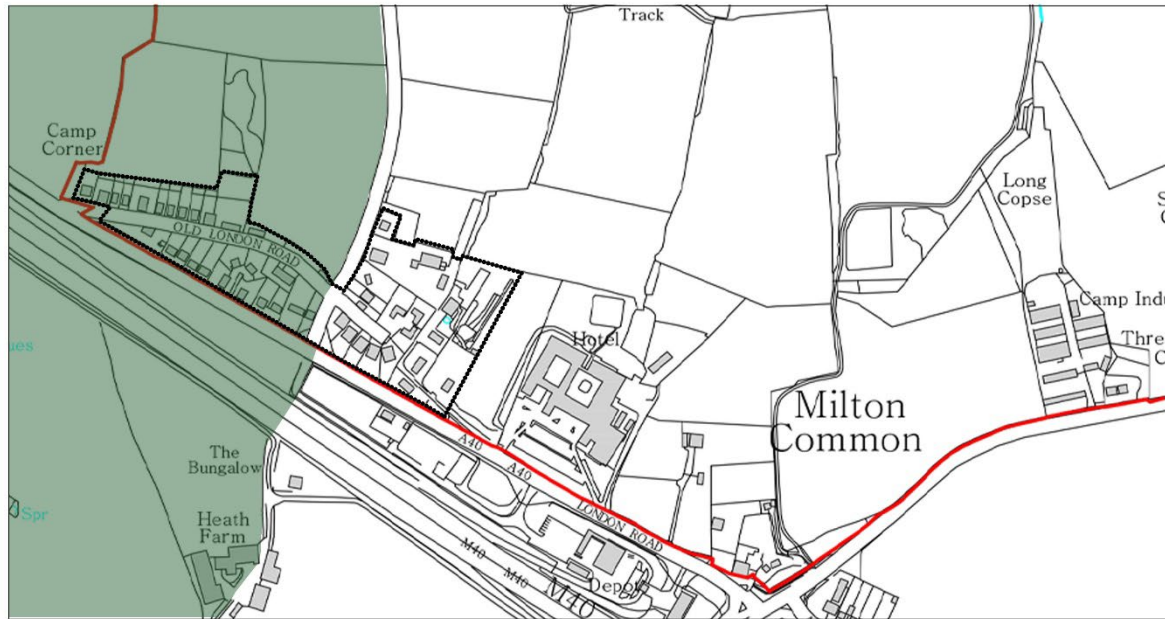 Track
Camp
Corner
Long
Copse
OLD LONDON ROAD
Camp Indu
Hotel
Thre
C
ues
Milton
Common
A40
The
Bungalow
A40
Spr
LONDON ROAD
Heath
Farm
M40
M40
Depot
M40